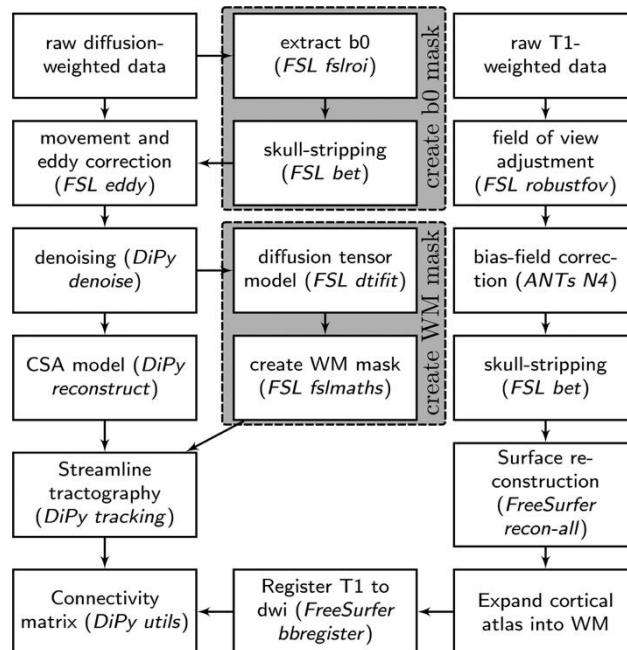 raw diffusion-
weighted data
extract b0
(FSL fslroi)
raw T1-
weighted data
movement and
eddy correction
(FSL eddy)
skull-stripping
(FSL bet)
create b0 mask
field of view
adjustment
(FSL robustfov)
denoising (DiPy
denoise)
diffusion tensor
model (FSL dtifit)
bias-field correc-
tion (ANTs N4)
CSA model (DiPy
reconstruct)
create WM mask
(FSL fslmaths)
create WM mask
skull-stripping
(FSL bet)
Streamline
tractography
(DiPy tracking)
Surface re-
construction
(FreeSurfer
recon-all)
Connectivity
matrix (DiPy utils)
Register T1 to
dwi (FreeSurfer
bbregister)
Expand cortical
atlas into WM